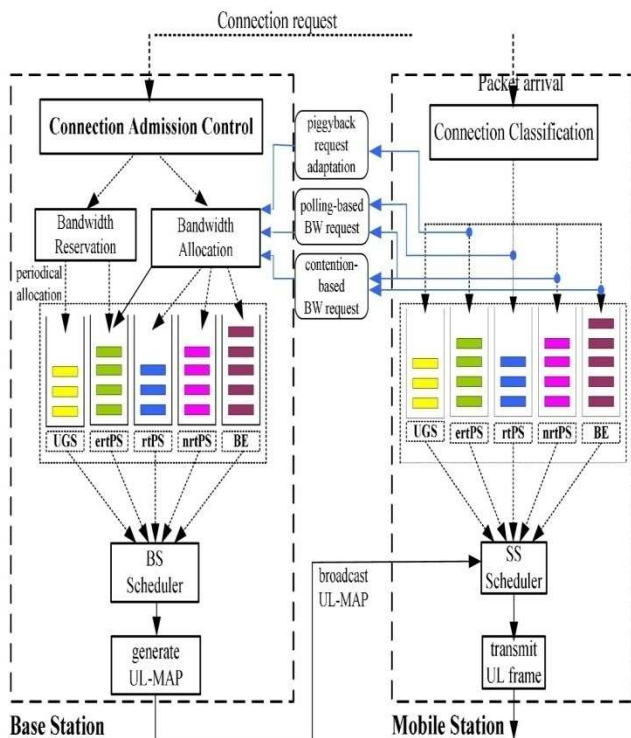 Connection request
Packet arrival
Connection Admission Control
piggyback
request
adaptation
Connection Classification
Bandwidth
Reservation
Bandwidth
Allocation
polling-based
BW request
contention-
based
BW request
periodical
allocation
UGS
ertPS
rtPS
nrtPS
BE
UGS
ertPS
rtPS
nrtPS
BE
BS
Scheduler
broadcast
UL-MAP
SS
Scheduler
generate
UL-MAP
transmit
UL frame
Base Station
Mobile Station